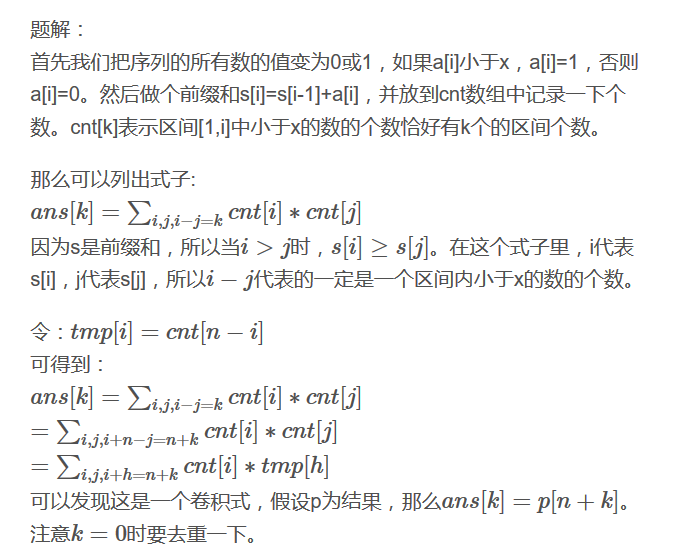 题解：
首先我们把序列的所有数的值变为0或1，如果a[i]小于x，a[i]=1，否则
a[i]=0。然后做个前缀和s[i]=s[i-1]+a[i]，并放到cnt数组中记录一下个
数。cnt[k]表示区间[1,i]中小于x的数的个数恰好有k个的区间个数。
那么可以列出式子:
ans[k] = ∑_{i,j,i−j=k} cnt[i] ∗ cnt[j]
因为s是前缀和，所以当i > j时，s[i] ≥ s[j]。在这个式子里，i代表
s[i]，j代表s[j]，所以i − j代表的一定是一个区间内小于x的数的个数。
令：tmp[i] = cnt[n − i]
可得到：
ans[k] = ∑_{i,j,i−j=k} cnt[i] ∗ cnt[j]
= ∑_{i,j,i+n−j=n+k} cnt[i] ∗ cnt[j]
= ∑_{i,j,i+h=n+k} cnt[i] ∗ tmp[h]
可以发现这是一个卷积式，假设p为结果，那么ans[k] = p[n + k]。
注意k = 0时要去重一下。